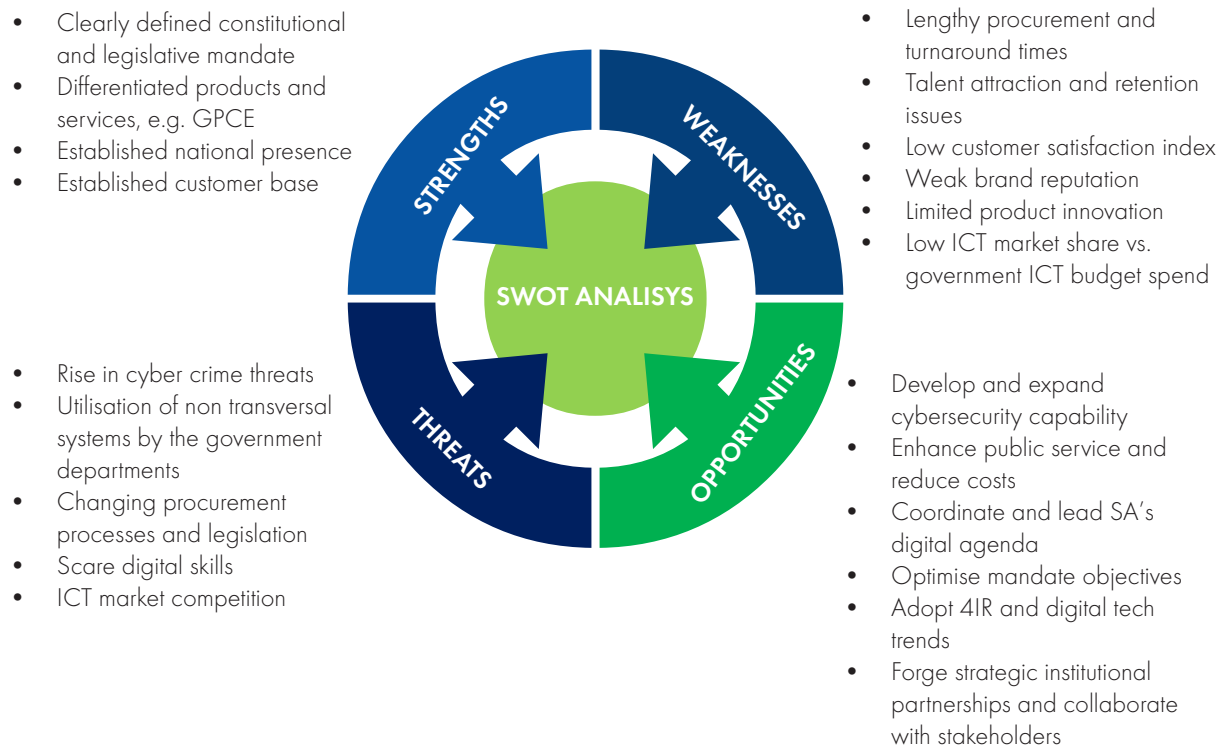 • Clearly defined constitutional
and legislative mandate
• Differentiated products and
services, e.g. GPCE
• Established national presence
• Established customer base
STRENGTHS
WEAKNESSES
• Lengthy procurement and
turnaround times
• Talent attraction and retention
issues
• Low customer satisfaction index
• Weak brand reputation
• Limited product innovation
• Low ICT market share vs.
government ICT budget spend
SWOT ANALISYS
• Rise in cyber crime threats
• Utilisation of non transversal
systems by the government
departments
• Changing procurement
processes and legislation
• Scare digital skills
• ICT market competition
THREATS
OPPORTUNITIES
• Develop and expand
cybersecurity capability
• Enhance public service and
reduce costs
• Coordinate and lead SA’s
digital agenda
• Optimise mandate objectives
• Adopt 4IR and digital tech
trends
• Forge strategic institutional
partnerships and collaborate
with stakeholders